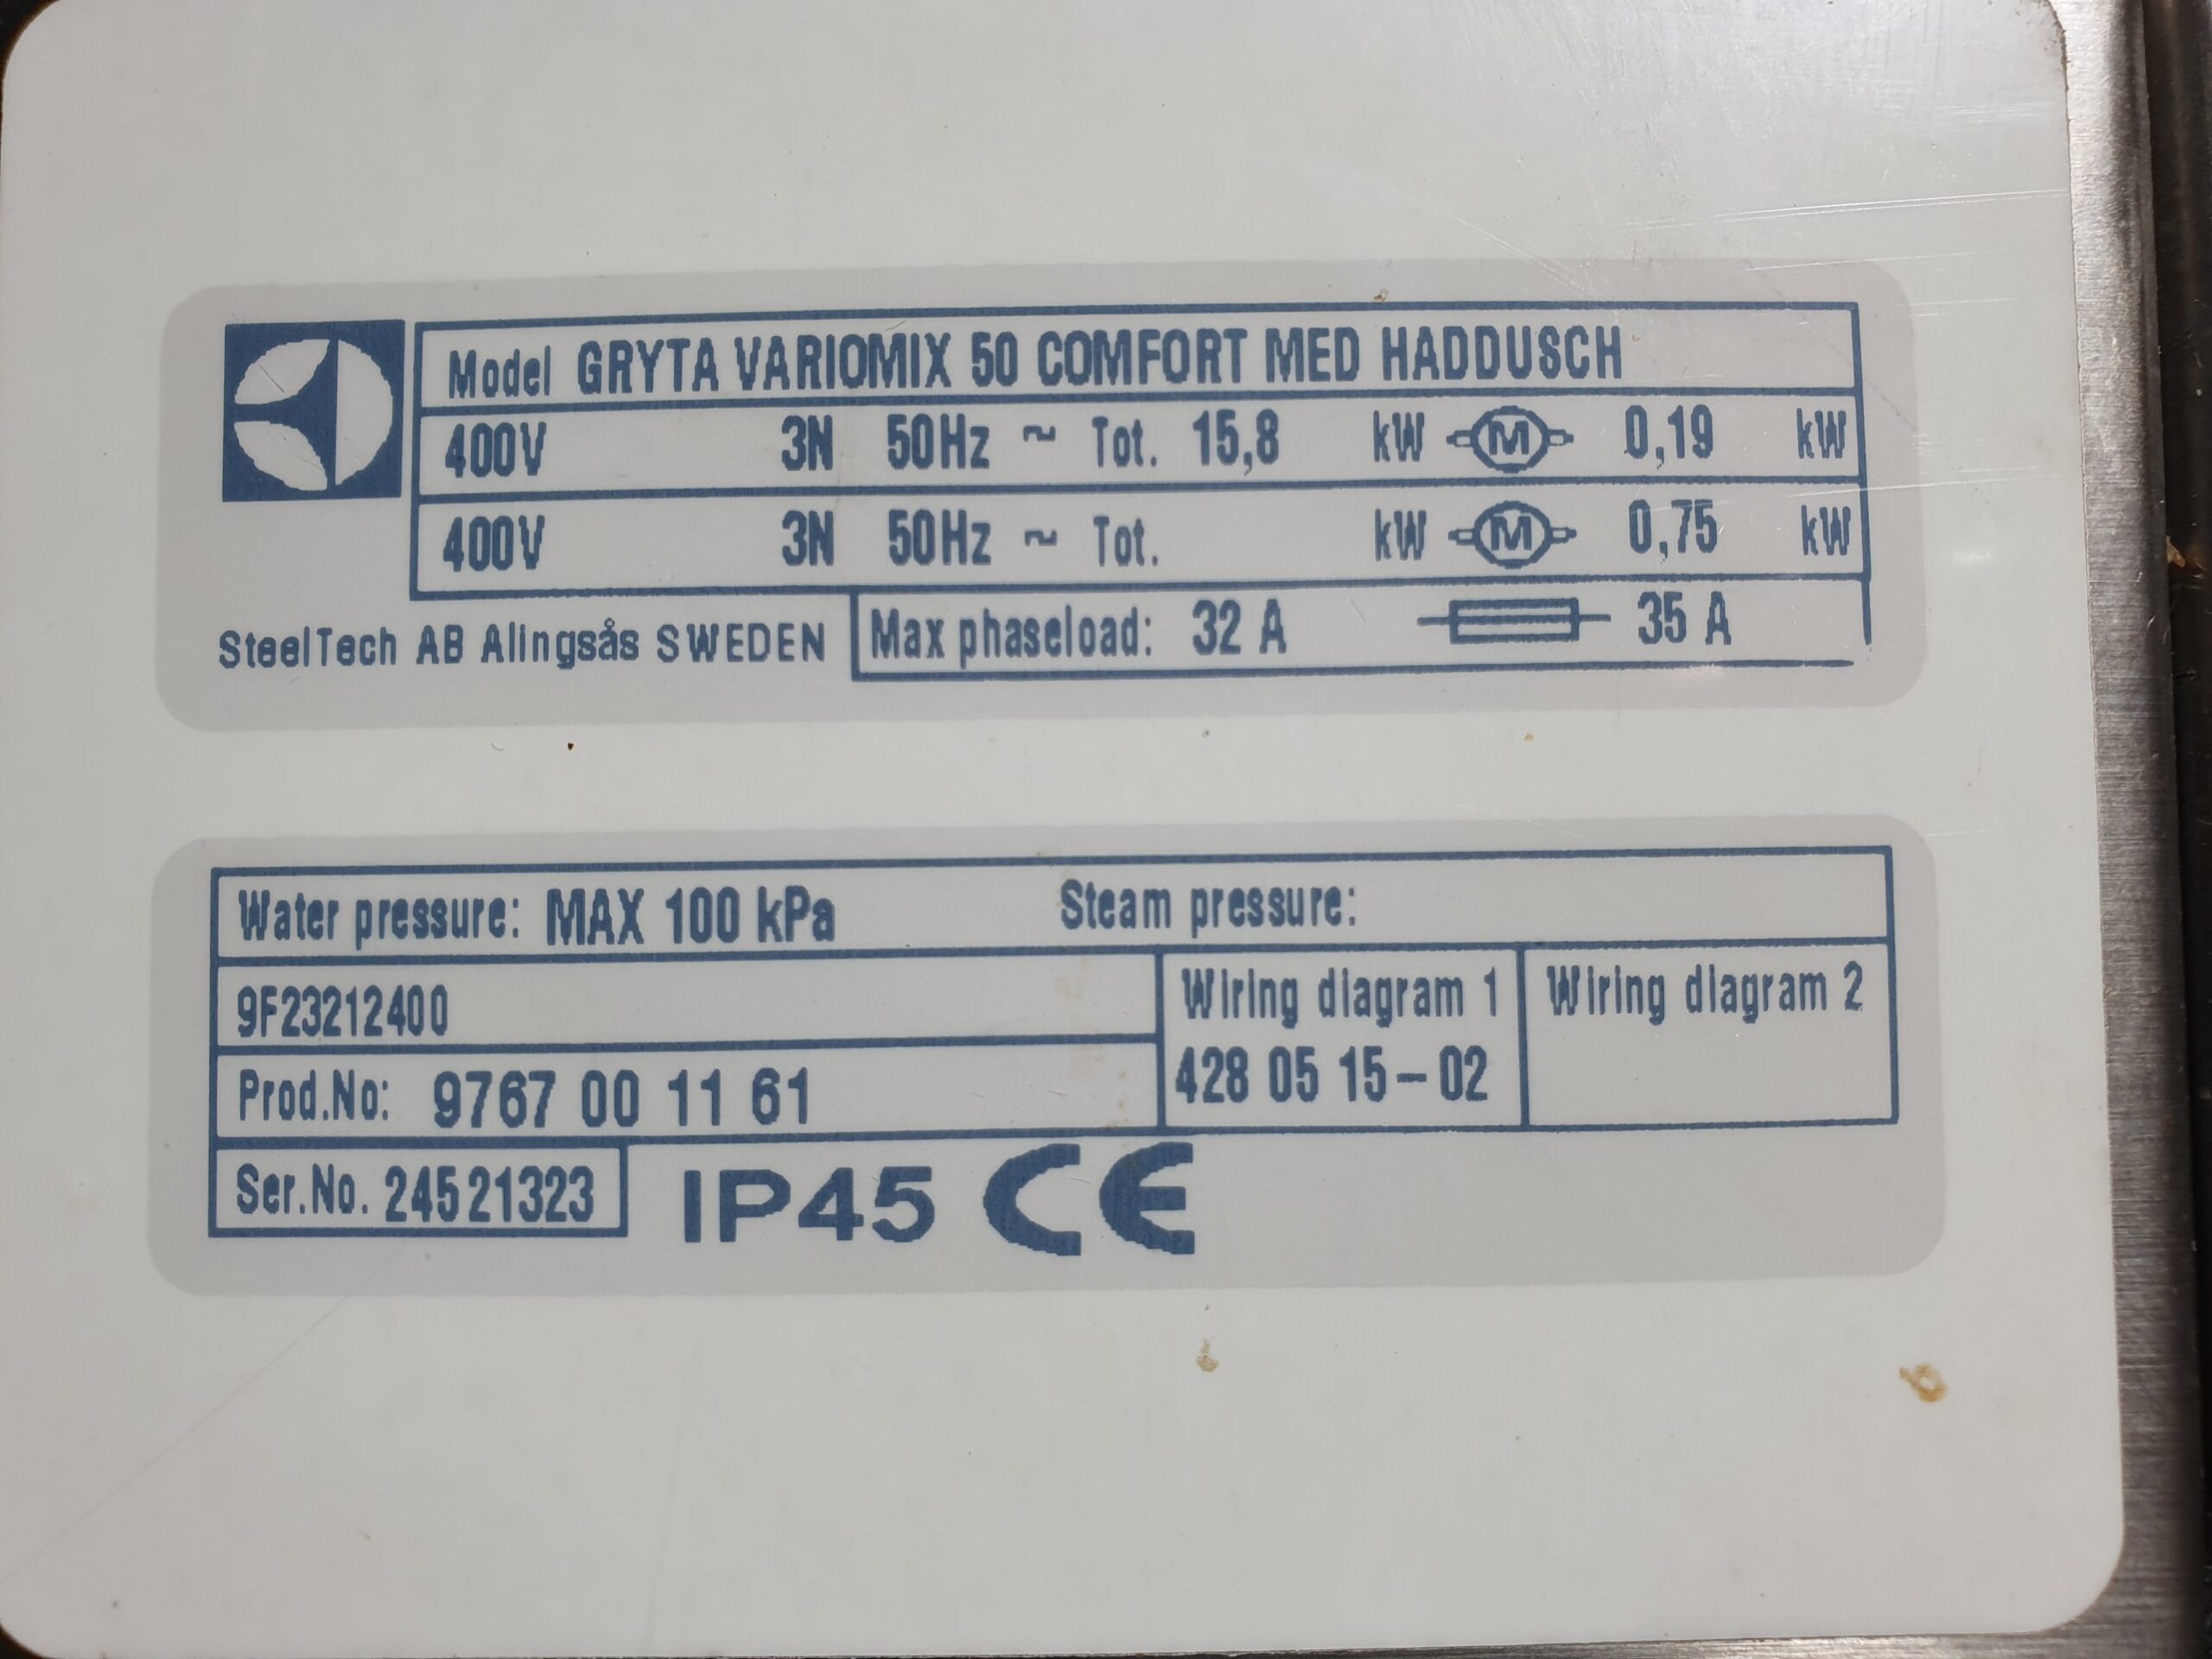 Model GRYTA VARIOMIX 50 COMFORT MED HADDUSCH
400V 3N 50Hz ~ Tot. 15,8 kW M 0,19 kW
400V 3N 50Hz ~ Tot. kW M 0,75 kW
SteelTech AB Alingsås SWEDEN Max phaseload: 32 A 35 A
Water pressure: MAX 100 kPa Steam pressure:
9F23212400 Wiring diagram 1 Wiring diagram 2
Prod.No: 9767 00 11 61 428 05 15-02
Ser.No. 24521323 IP45 CE